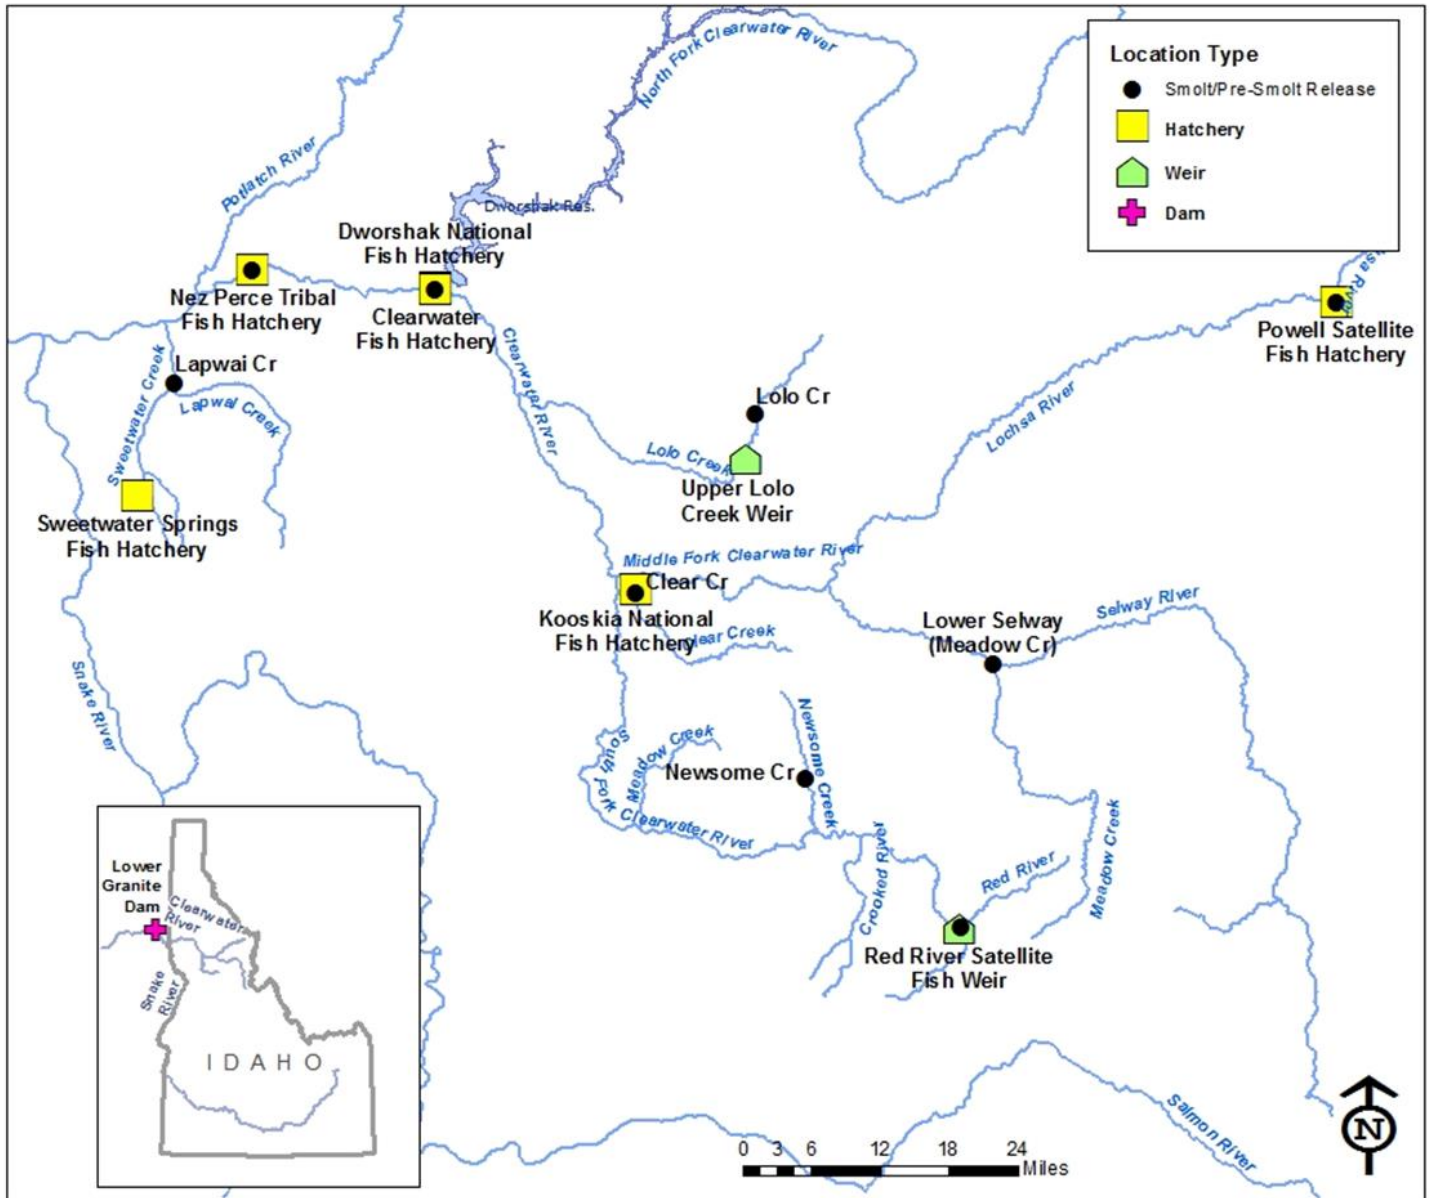 North Fork Clearwater River
Location Type
Smolt/Pre-Smolt Release
Hatchery
Weir
Dam
Potlatch River
Dworshak Res.
Dworshak National
Fish Hatchery
Nez Perce Tribal
Fish Hatchery
Clearwater
Fish Hatchery
River
Powell Satellite
Fish Hatchery
Lapwai Cr
Sweetwater Creek
Lapwai Creek
Clearwater River
Lolo Cr
Lochsa River
Lolo Creek
Upper Lolo
Creek Weir
Sweetwater Springs
Fish Hatchery
Middle Fork Clearwater River
Clear Cr
Kooskia National
Fish Hatchery
Clear Creek
Selway River
Lower Selway
(Meadow Cr)
Snake River
South Fork Clearwater River
Meadow Creek
Newsome Cr
Newsome Creek
Crooked River
Red River
Meadow Creek
Red River Satellite
Fish Weir
Lower
Granite
Dam
Clearwater
River
Snake
River
IDAHO
Salmon River
N
0 3 6 12 18 24
Miles